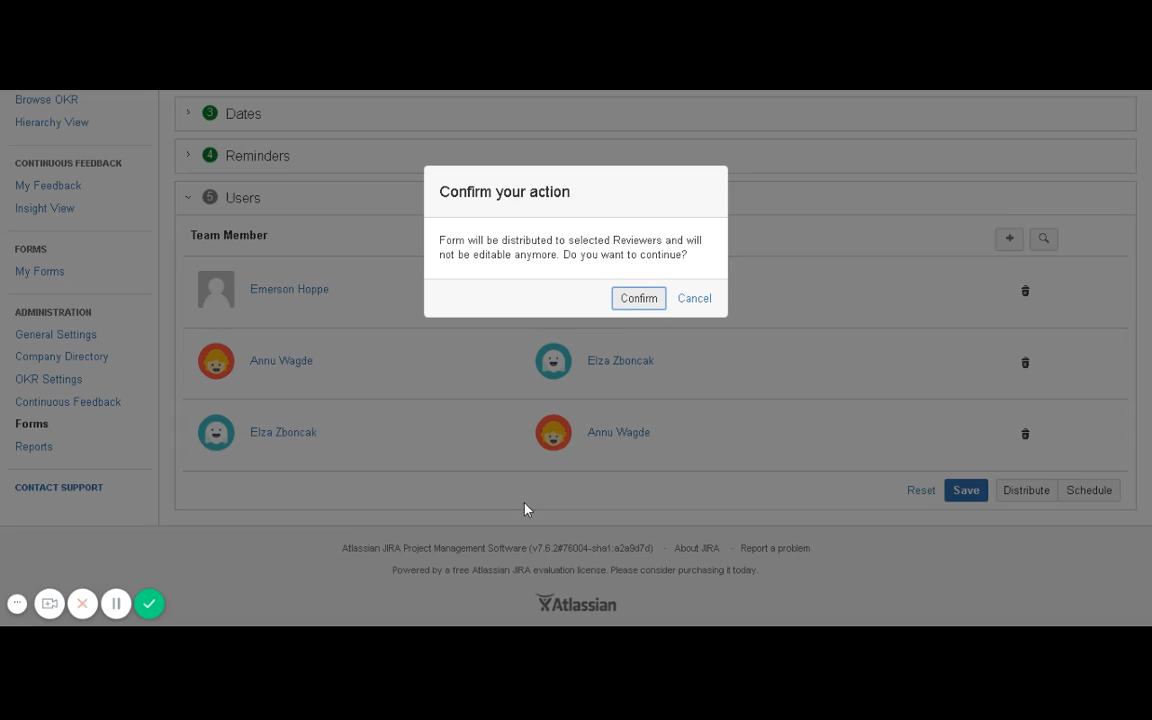 Browse OKR
Hierarchy View
CONTINUOUS FEEDBACK
My Feedback
Insight View
FORMS
My Forms
ADMINISTRATION
General Settings
Company Directory
OKR Settings
Continuous Feedback
Forms
Reports
CONTACT SUPPORT
3 Dates
4 Reminders
5 Users
Team Member
Emerson Hoppe
Annu Wagde Elza Zboncak
Elza Zboncak Annu Wagde
Reset Save Distribute Schedule
Confirm your action
Form will be distributed to selected Reviewers and will
not be editable anymore. Do you want to continue?
Confirm Cancel
Atlassian JIRA Project Management Software (v7.6.2#76004-sha1:a2a9d7d) · About JIRA · Report a problem
Powered by a free Atlassian JIRA evaluation license. Please consider purchasing it today.
Atlassian